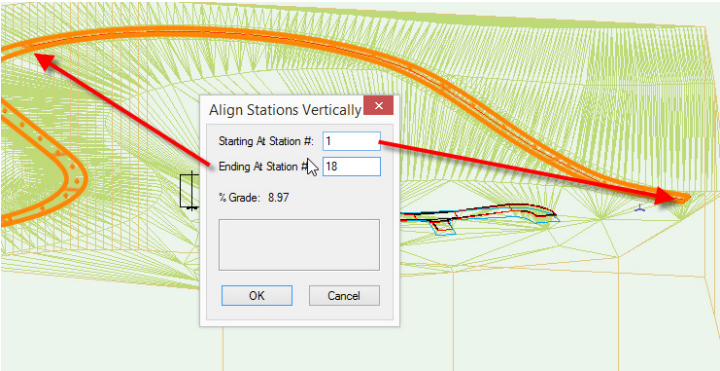 Align Stations Vertically
Starting At Station #: 1
Ending At Station #: 18
% Grade: 8.97
OK Cancel